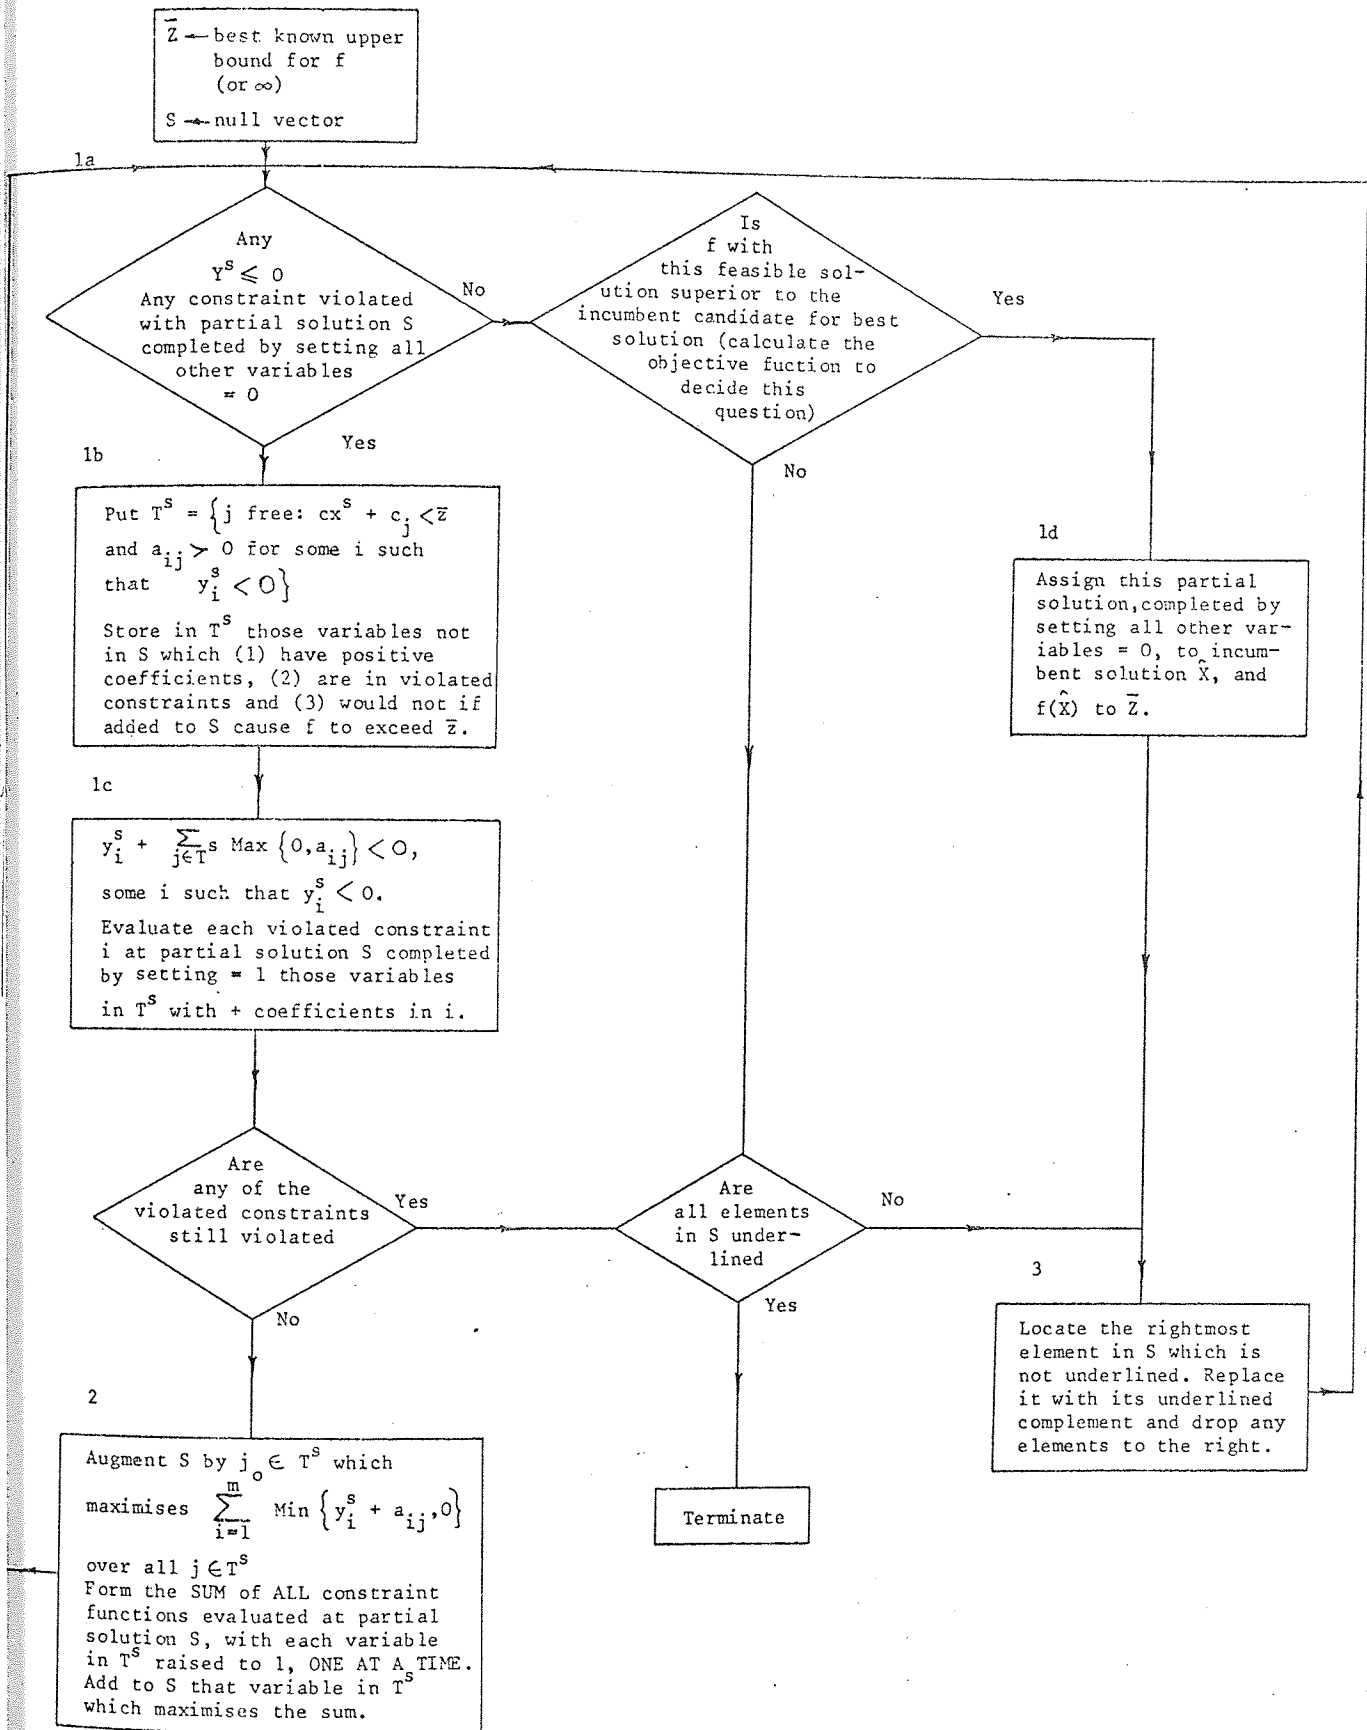 Z̄ ← best known upper
bound for f
(or ∞)
S ← null vector
1a
Any
Y^S ⩽ 0
Any constraint violated
with partial solution S
completed by setting all
other variables
= 0
No
Yes
Is
f with
this feasible sol-
ution superior to the
incumbent candidate for best
solution (calculate the
objective fuction to
decide this
question)
Yes
No
1b
Put T^S = {j free: cx^S + c_j < z̄
and a_ij > 0 for some i such
that y_i^s < 0}
Store in T^S those variables not
in S which (1) have positive
coefficients, (2) are in violated
constraints and (3) would not if
added to S cause f to exceed z̄.
1d
Assign this partial
solution, completed by
setting all other var-
iables = 0, to incum-
bent solution X̂, and
f(X̂) to Z̄.
1c
y_i^s + Σ_{j∈T^s} Max {0,a_ij} < 0,
some i such that y_i^s < 0.
Evaluate each violated constraint
i at partial solution S completed
by setting = 1 those variables
in T^S with + coefficients in i.
Are
any of the
violated constraints
still violated
Yes
No
Are
all elements
in S under-
lined
No
Yes
3
Locate the rightmost
element in S which is
not underlined. Replace
it with its underlined
complement and drop any
elements to the right.
2
Augment S by j_o ∈ T^S which
maximises Σ_{i=1}^{m} Min {y_i^s + a_ij,0}
over all j ∈ T^S
Form the SUM of ALL constraint
functions evaluated at partial
solution S, with each variable
in T^S raised to 1, ONE AT A TIME.
Add to S that variable in T^S
which maximises the sum.
Terminate